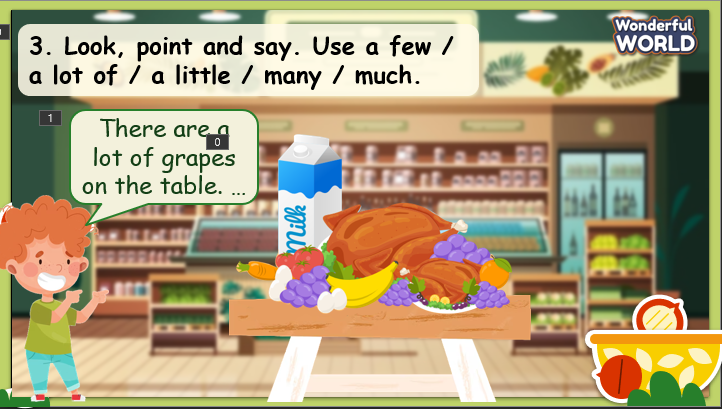 3. Look, point and say. Use a few /
a lot of / a little / many / much.
Wonderful
WORLD
1
0
There are a
lot of grapes
on the table. ...
Milk